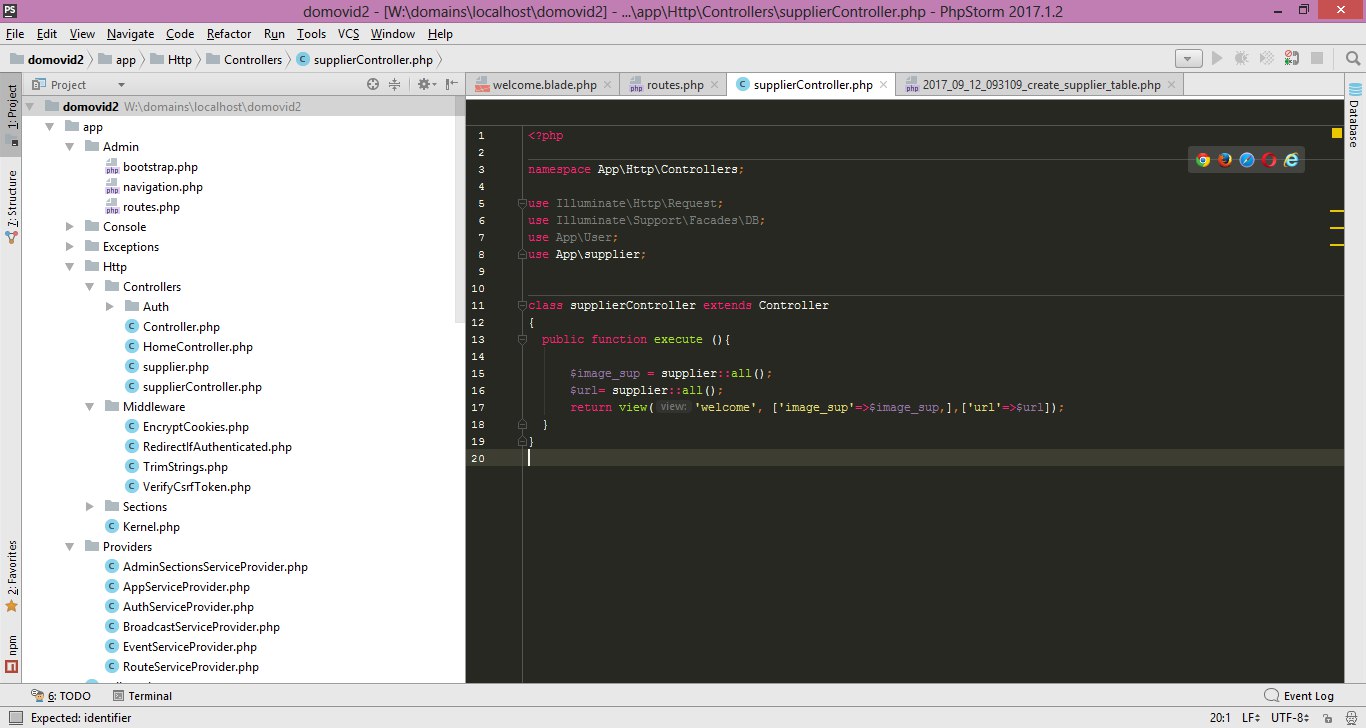 PS domovid2 - [W:\domains\localhost\domovid2] - ...\app\Http\Controllers\supplierController.php - PhpStorm 2017.1.2
File Edit View Navigate Code Refactor Run Tools VCS Window Help
domovid2 app Http Controllers supplierController.php
Project
welcome.blade.php routes.php supplierController.php 2017_09_12_093109_create_supplier_table.php
1: Project
7: Structure
2: Favorites
npm
Database
domovid2 W:\domains\localhost\domovid2
app
Admin
bootstrap.php
navigation.php
routes.php
Console
Exceptions
Http
Controllers
Auth
Controller.php
HomeController.php
supplier.php
supplierController.php
Middleware
EncryptCookies.php
RedirectIfAuthenticated.php
TrimStrings.php
VerifyCsrfToken.php
Sections
Kernel.php
Providers
AdminSectionsServiceProvider.php
AppServiceProvider.php
AuthServiceProvider.php
BroadcastServiceProvider.php
EventServiceProvider.php
RouteServiceProvider.php
1 <?php
2
3 namespace App\Http\Controllers;
4
5 use Illuminate\Http\Request;
6 use Illuminate\Support\Facades\DB;
7 use App\User;
8 use App\supplier;
9
10
11 class supplierController extends Controller
12 {
13 public function execute (){
14
15 $image_sup = supplier::all();
16 $url= supplier::all();
17 return view( view: 'welcome', ['image_sup'=>$image_sup,],['url'=>$url]);
18 }
19 }
20
6: TODO Terminal Event Log
Expected: identifier 20:1 LF UTF-8